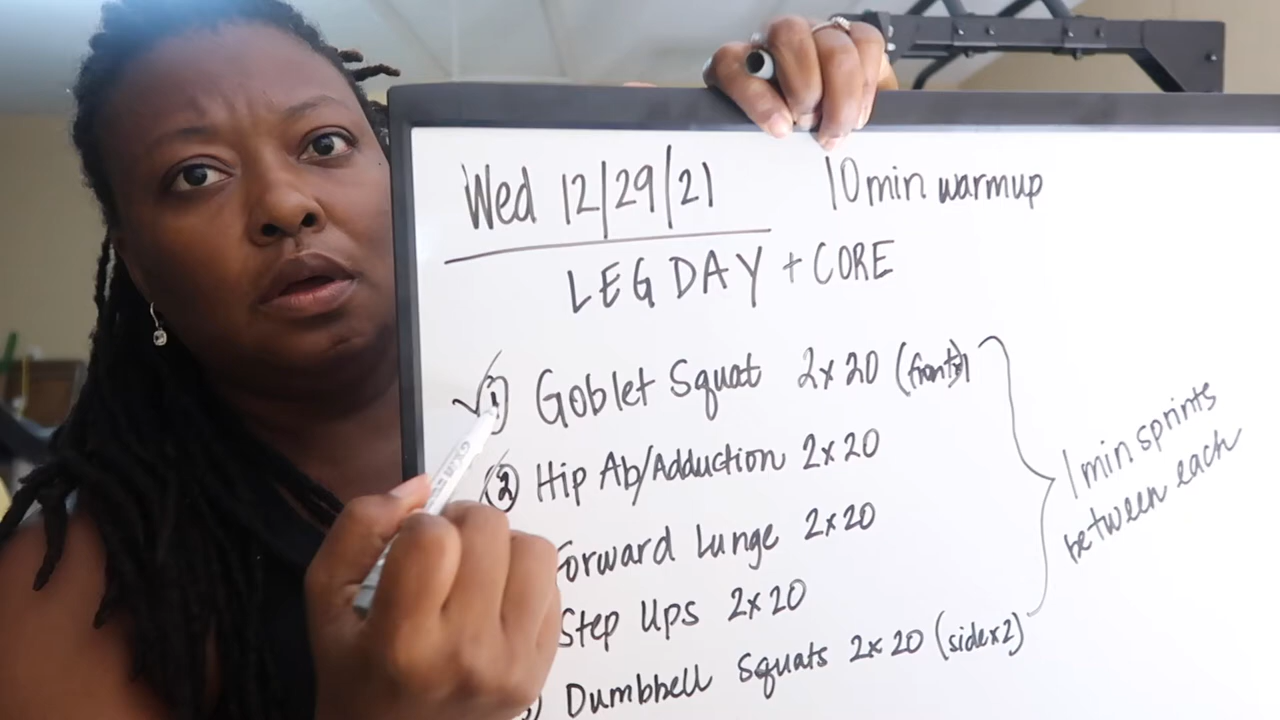 Wed 12/29/21 10 min warmup
LEG DAY + CORE
1) Goblet Squat 2x20
2) Hip Ab/Adduction 2x20
Forward Lunge 2x20
Step Ups 2x20
Dumbbell Squats 2x20 (side x2)
1 min sprints
between each